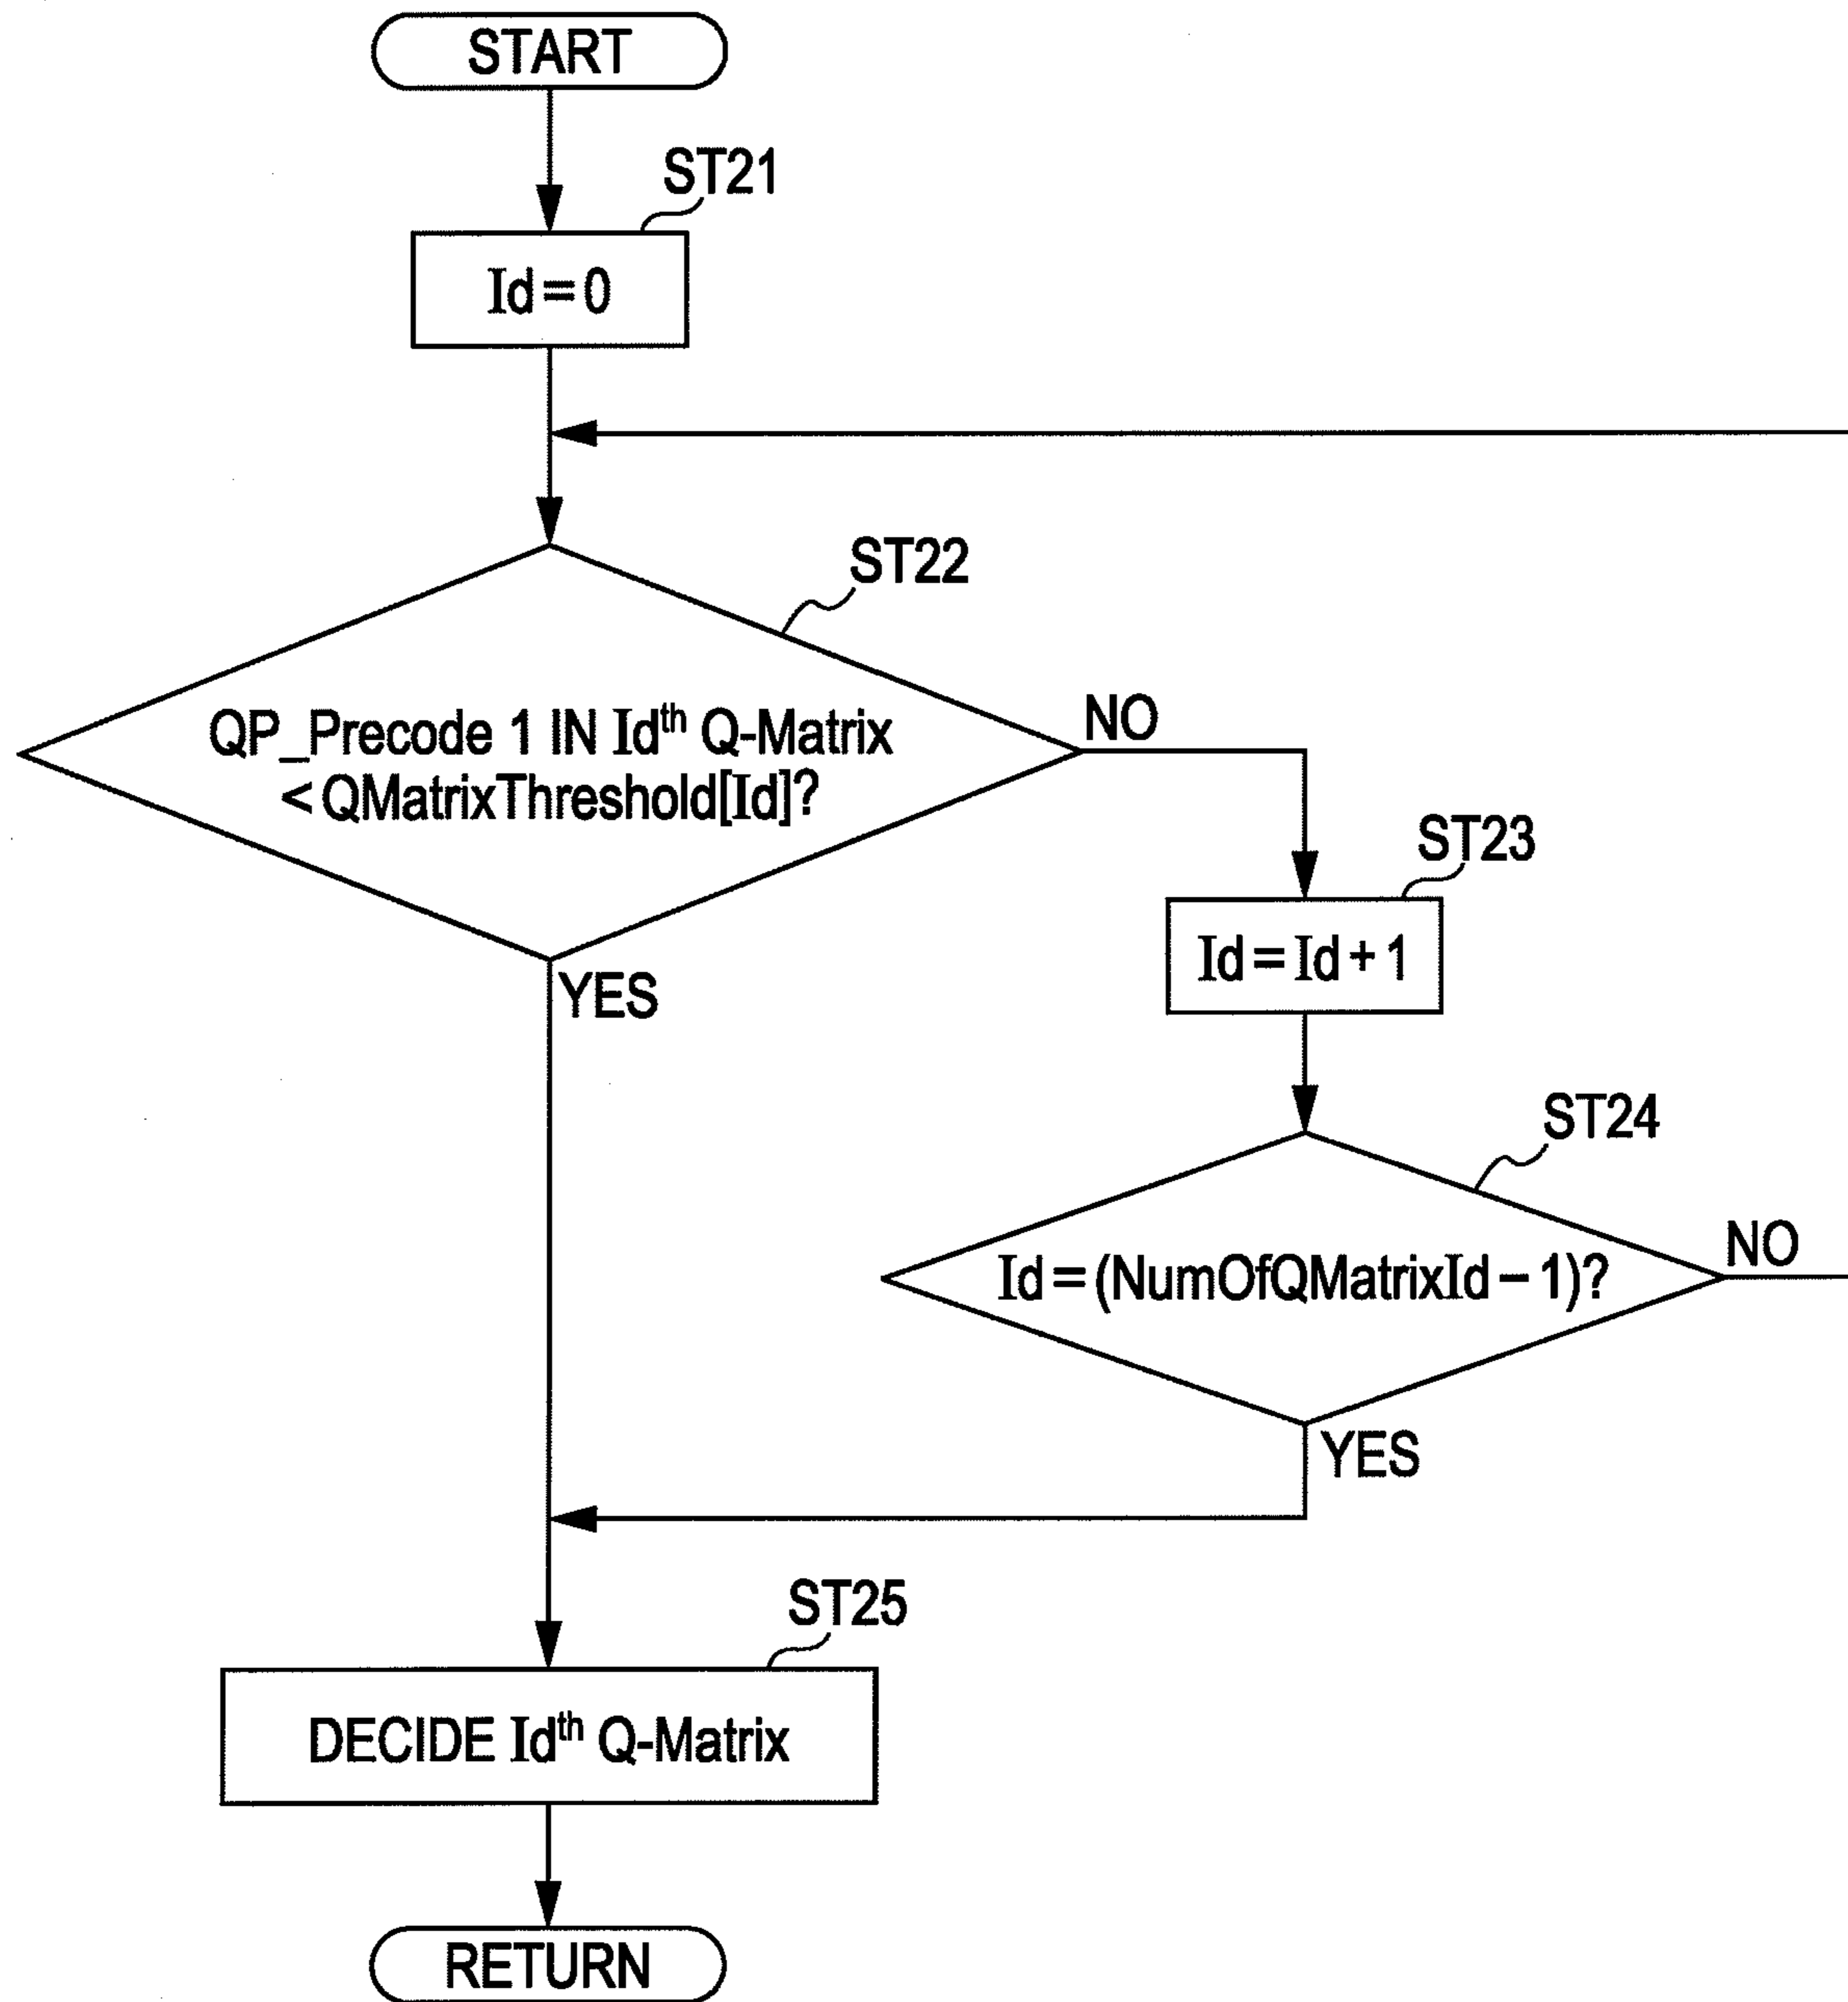 START
ST21
Id = 0
ST22
QP_Precode 1 IN Idth Q-Matrix
< QMatrixThreshold[Id]?
NO
YES
ST23
Id = Id + 1
ST24
Id = (NumOfQMatrixId – 1)?
NO
YES
ST25
DECIDE Idth Q-Matrix
RETURN